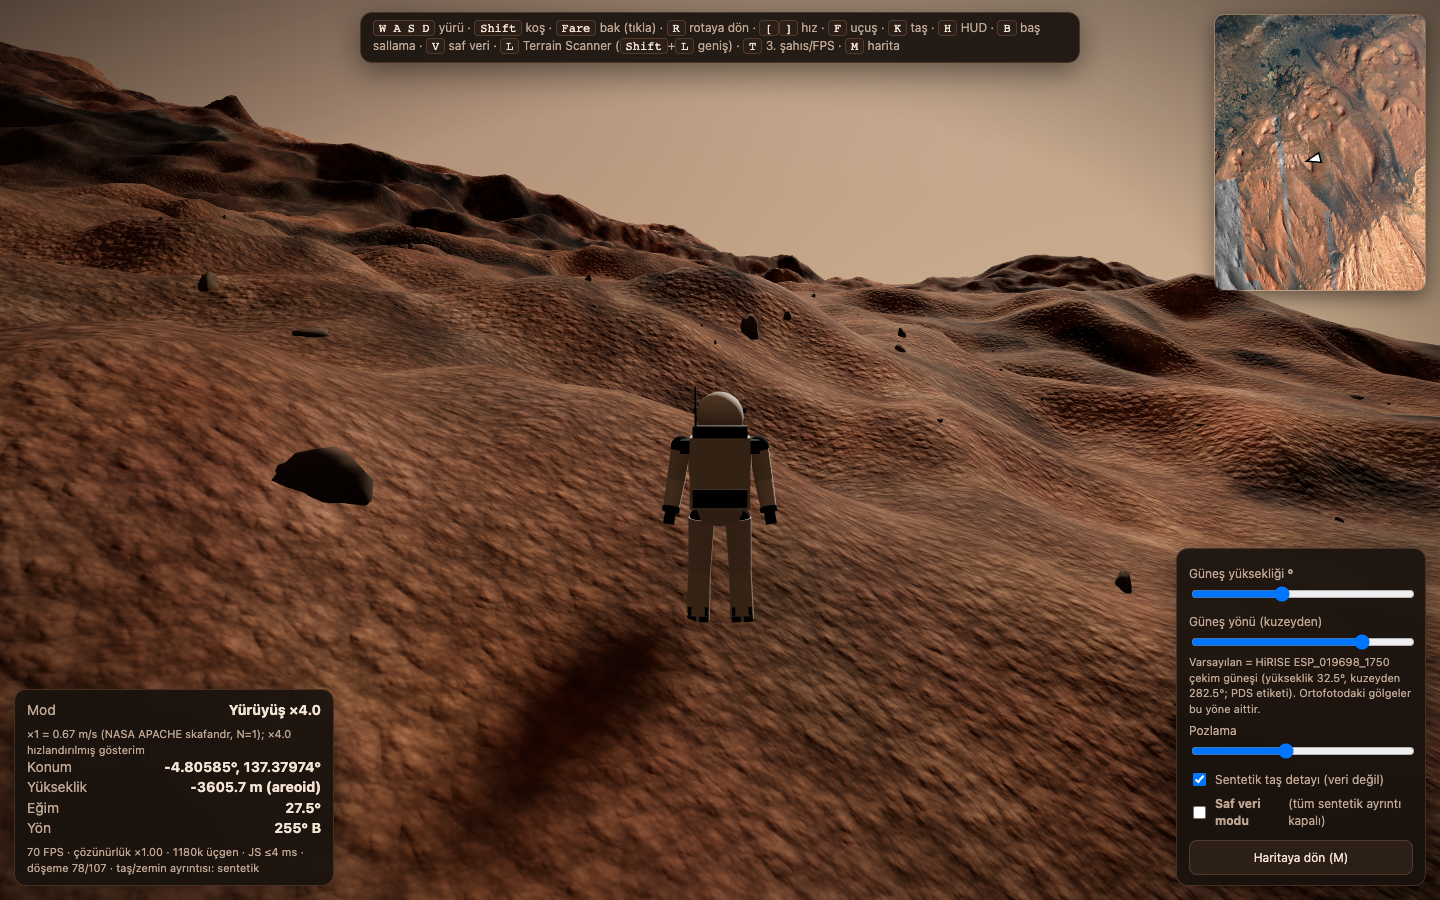 W A S D yürü · Shift koş · Fare bak (tıkla) · R rotaya dön · [ ] hız · F uçuş · K taş · H HUD · B baş
sallama · V saf veri · L Terrain Scanner (Shift+L geniş) · T 3. şahıs/FPS · M harita
Güneş yüksekliği °
Güneş yönü (kuzeyden)
Varsayılan = HiRISE ESP_019698_1750
çekim güneşi (yükseklik 32.5°, kuzeyden
282.5°; PDS etiketi). Ortofotodaki gölgeler
bu yöne aittir.
Pozlama
Sentetik taş detayı (veri değil)
Saf veri modu (tüm sentetik ayrıntı kapalı)
Haritaya dön (M)
Mod Yürüyüş ×4.0
×1 = 0.67 m/s (NASA APACHE skafandr, N=1); ×4.0
hızlandırılmış gösterim
Konum -4.80585°, 137.37974°
Yükseklik -3605.7 m (areoid)
Eğim 27.5°
Yön 255° B
70 FPS · çözünürlük ×1.00 · 1180k üçgen · JS ≤4 ms ·
döşeme 78/107 · taş/zemin ayrıntısı: sentetik